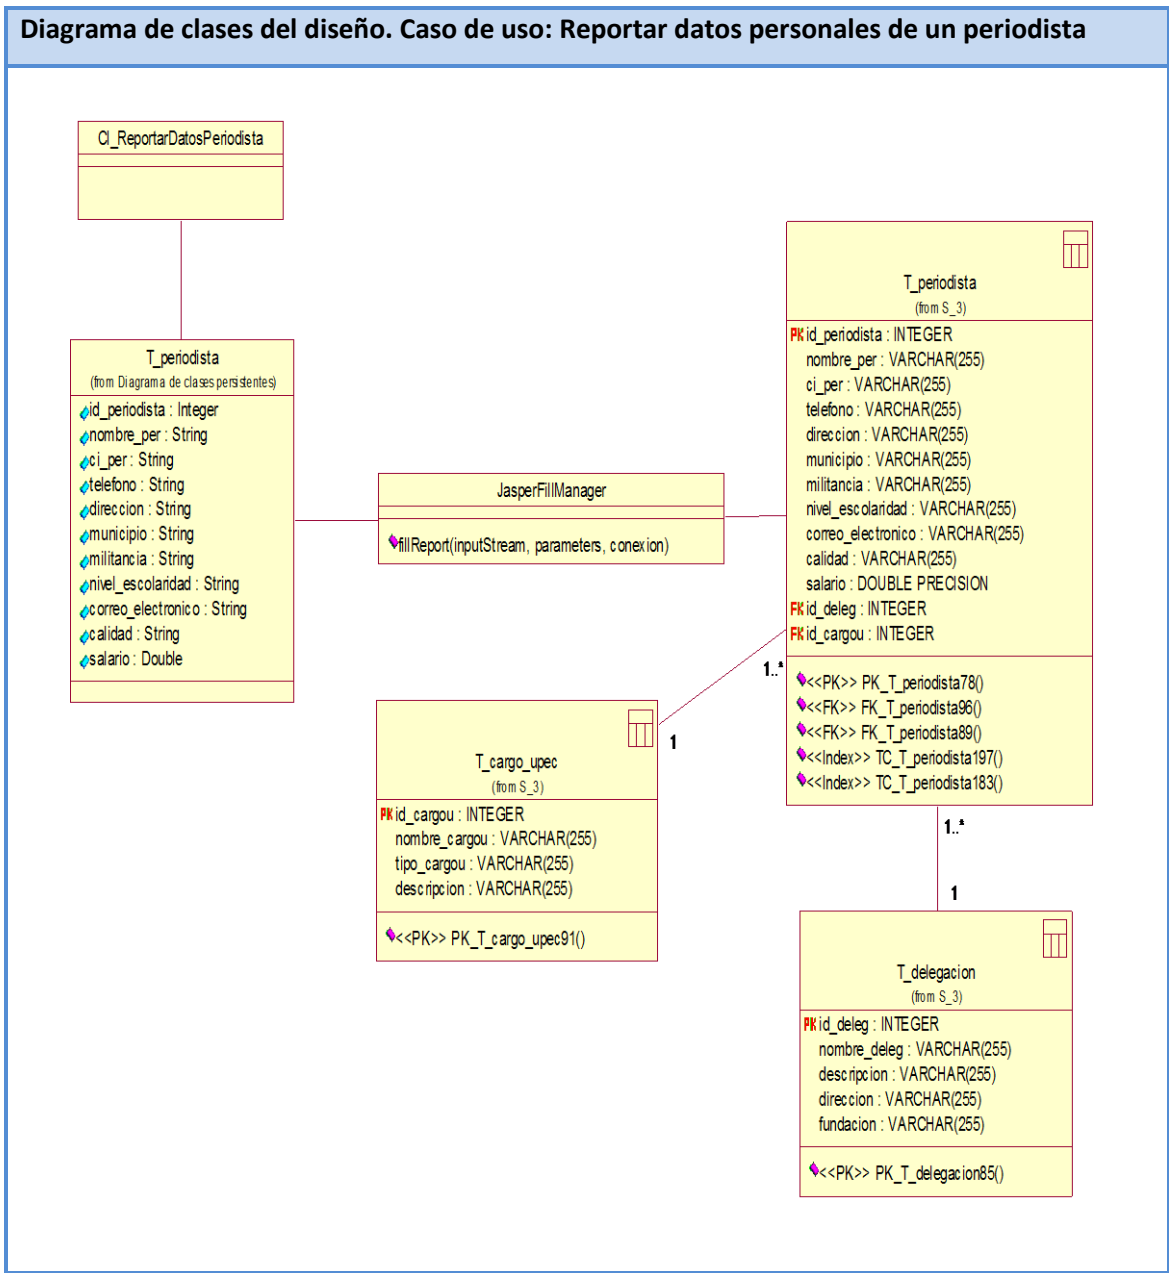 Diagrama de clases del diseño. Caso de uso: Reportar datos personales de un periodista
CI_ReportarDatosPeriodista
T_periodista
(from Diagrama de clases persistentes)
id_periodista : Integer
nombre_per : String
ci_per : String
telefono : String
direccion : String
municipio : String
militancia : String
nivel_escolaridad : String
correo_electronico : String
calidad : String
salario : Double
JasperFillManager
fillReport(inputStream, parameters, conexion)
T_periodista
(from S_3)
PK id_periodista : INTEGER
nombre_per : VARCHAR(255)
ci_per : VARCHAR(255)
telefono : VARCHAR(255)
direccion : VARCHAR(255)
municipio : VARCHAR(255)
militancia : VARCHAR(255)
nivel_escolaridad : VARCHAR(255)
correo_electronico : VARCHAR(255)
calidad : VARCHAR(255)
salario : DOUBLE PRECISION
FK id_deleg : INTEGER
FK id_cargou : INTEGER
<<PK>> PK_T_periodista78()
<<FK>> FK_T_periodista96()
<<FK>> FK_T_periodista89()
<<Index>> TC_T_periodista197()
<<Index>> TC_T_periodista183()
1..*
1
T_cargo_upec
(from S_3)
PK id_cargou : INTEGER
nombre_cargou : VARCHAR(255)
tipo_cargou : VARCHAR(255)
descripcion : VARCHAR(255)
<<PK>> PK_T_cargo_upec91()
1..*
1
T_delegacion
(from S_3)
PK id_deleg : INTEGER
nombre_deleg : VARCHAR(255)
descripcion : VARCHAR(255)
direccion : VARCHAR(255)
fundacion : VARCHAR(255)
<<PK>> PK_T_delegacion85()